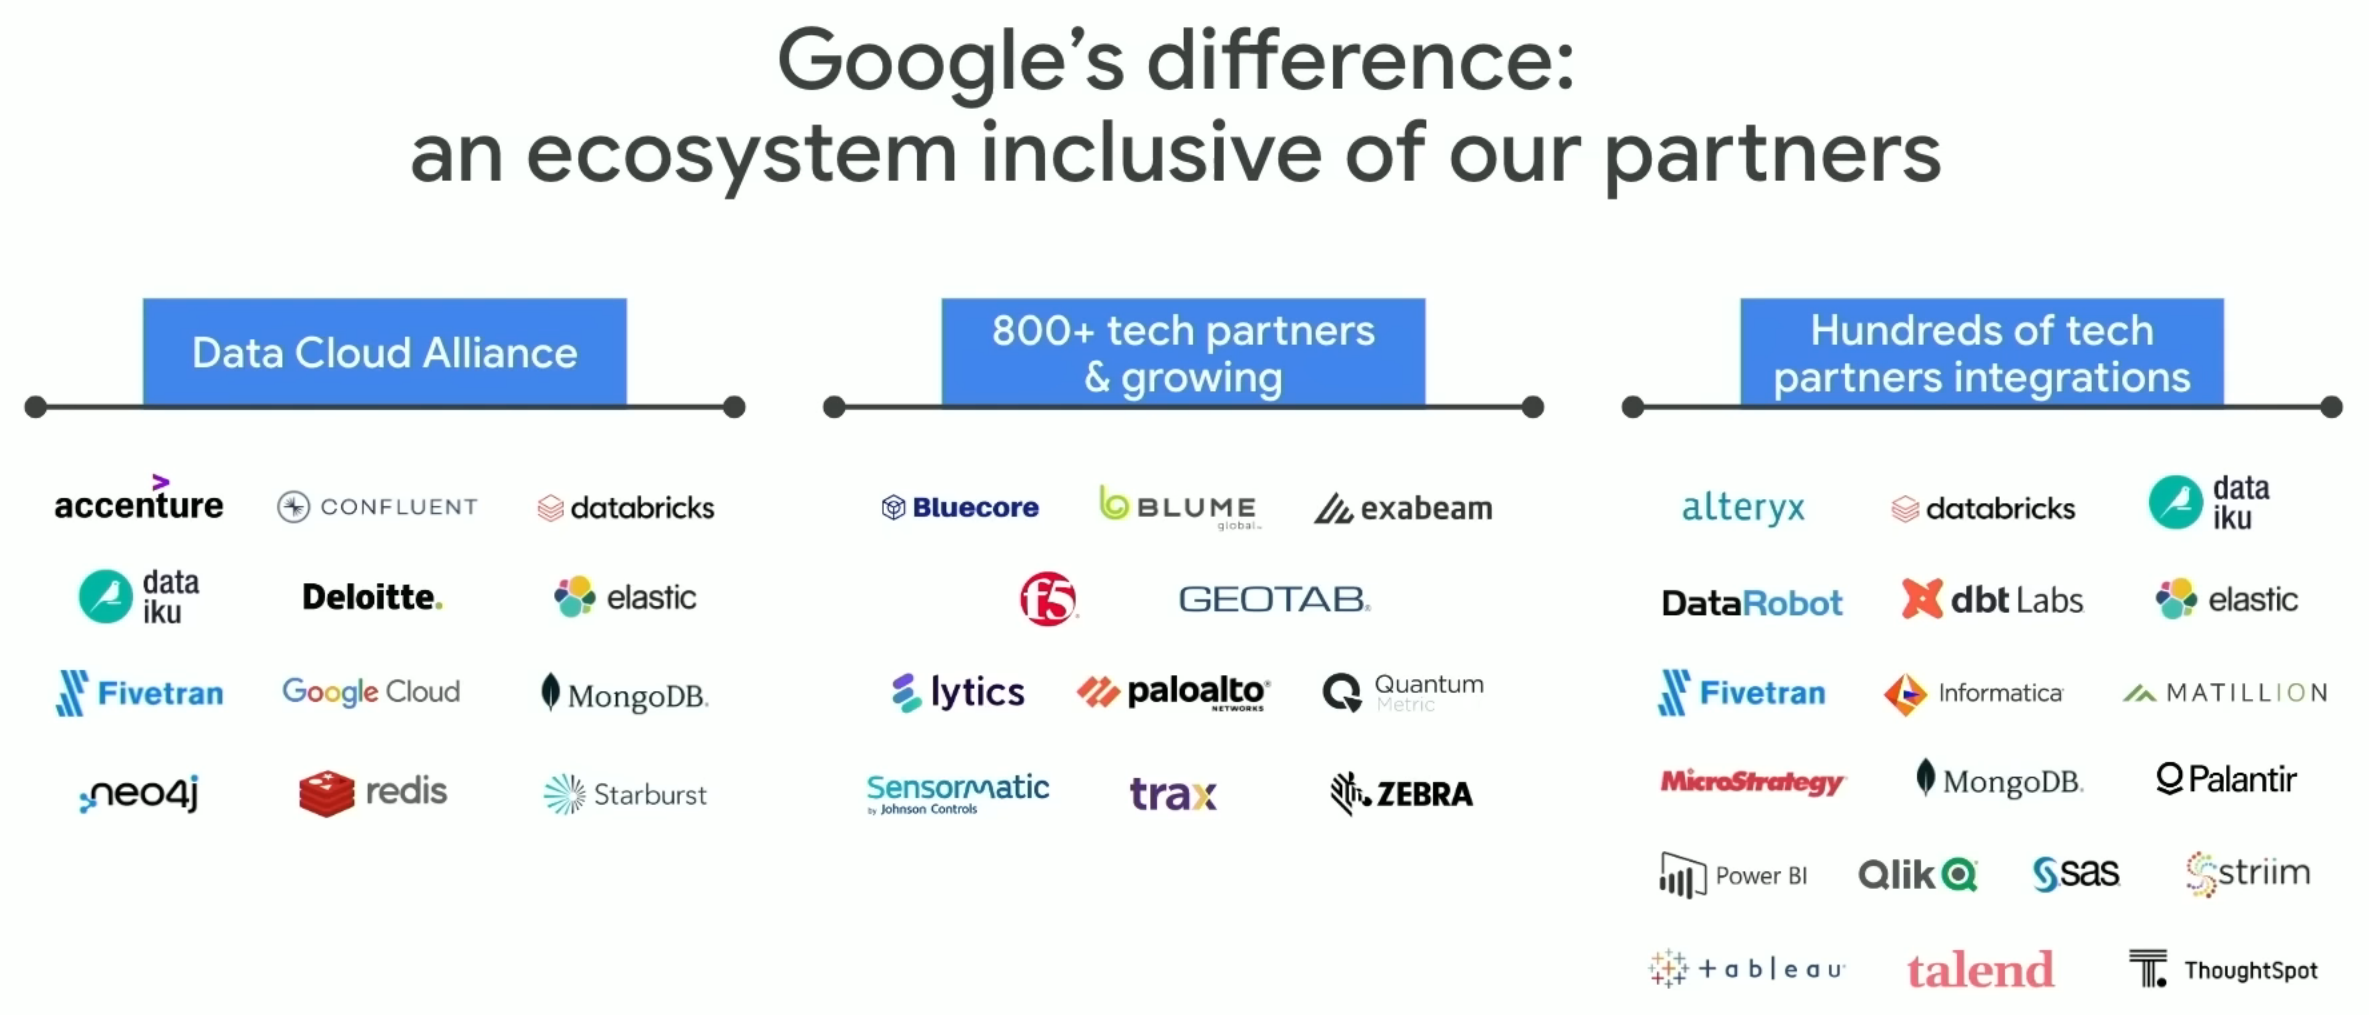 Google's difference:
an ecosystem inclusive of our partners
Data Cloud Alliance
accenture
CONFLUENT
databricks
data
iku
Deloitte.
elastic
Fivetran
Google Cloud
MongoDB.
neo4j
redis
Starburst
800+ tech partners
& growing
Bluecore
BLUME
global
exabeam
f5
GEOTAB
lytics
paloalto
NETWORKS
Quantum
Metric
Sensormatic
by Johnson Controls
trax
ZEBRA
Hundreds of tech
partners integrations
alteryx
databricks
data
iku
DataRobot
dbt Labs
elastic
Fivetran
Informatica
MATILLION
MicroStrategy
MongoDB.
Palantir
Power BI
Qlik
sas
striim
tableau
talend
ThoughtSpot